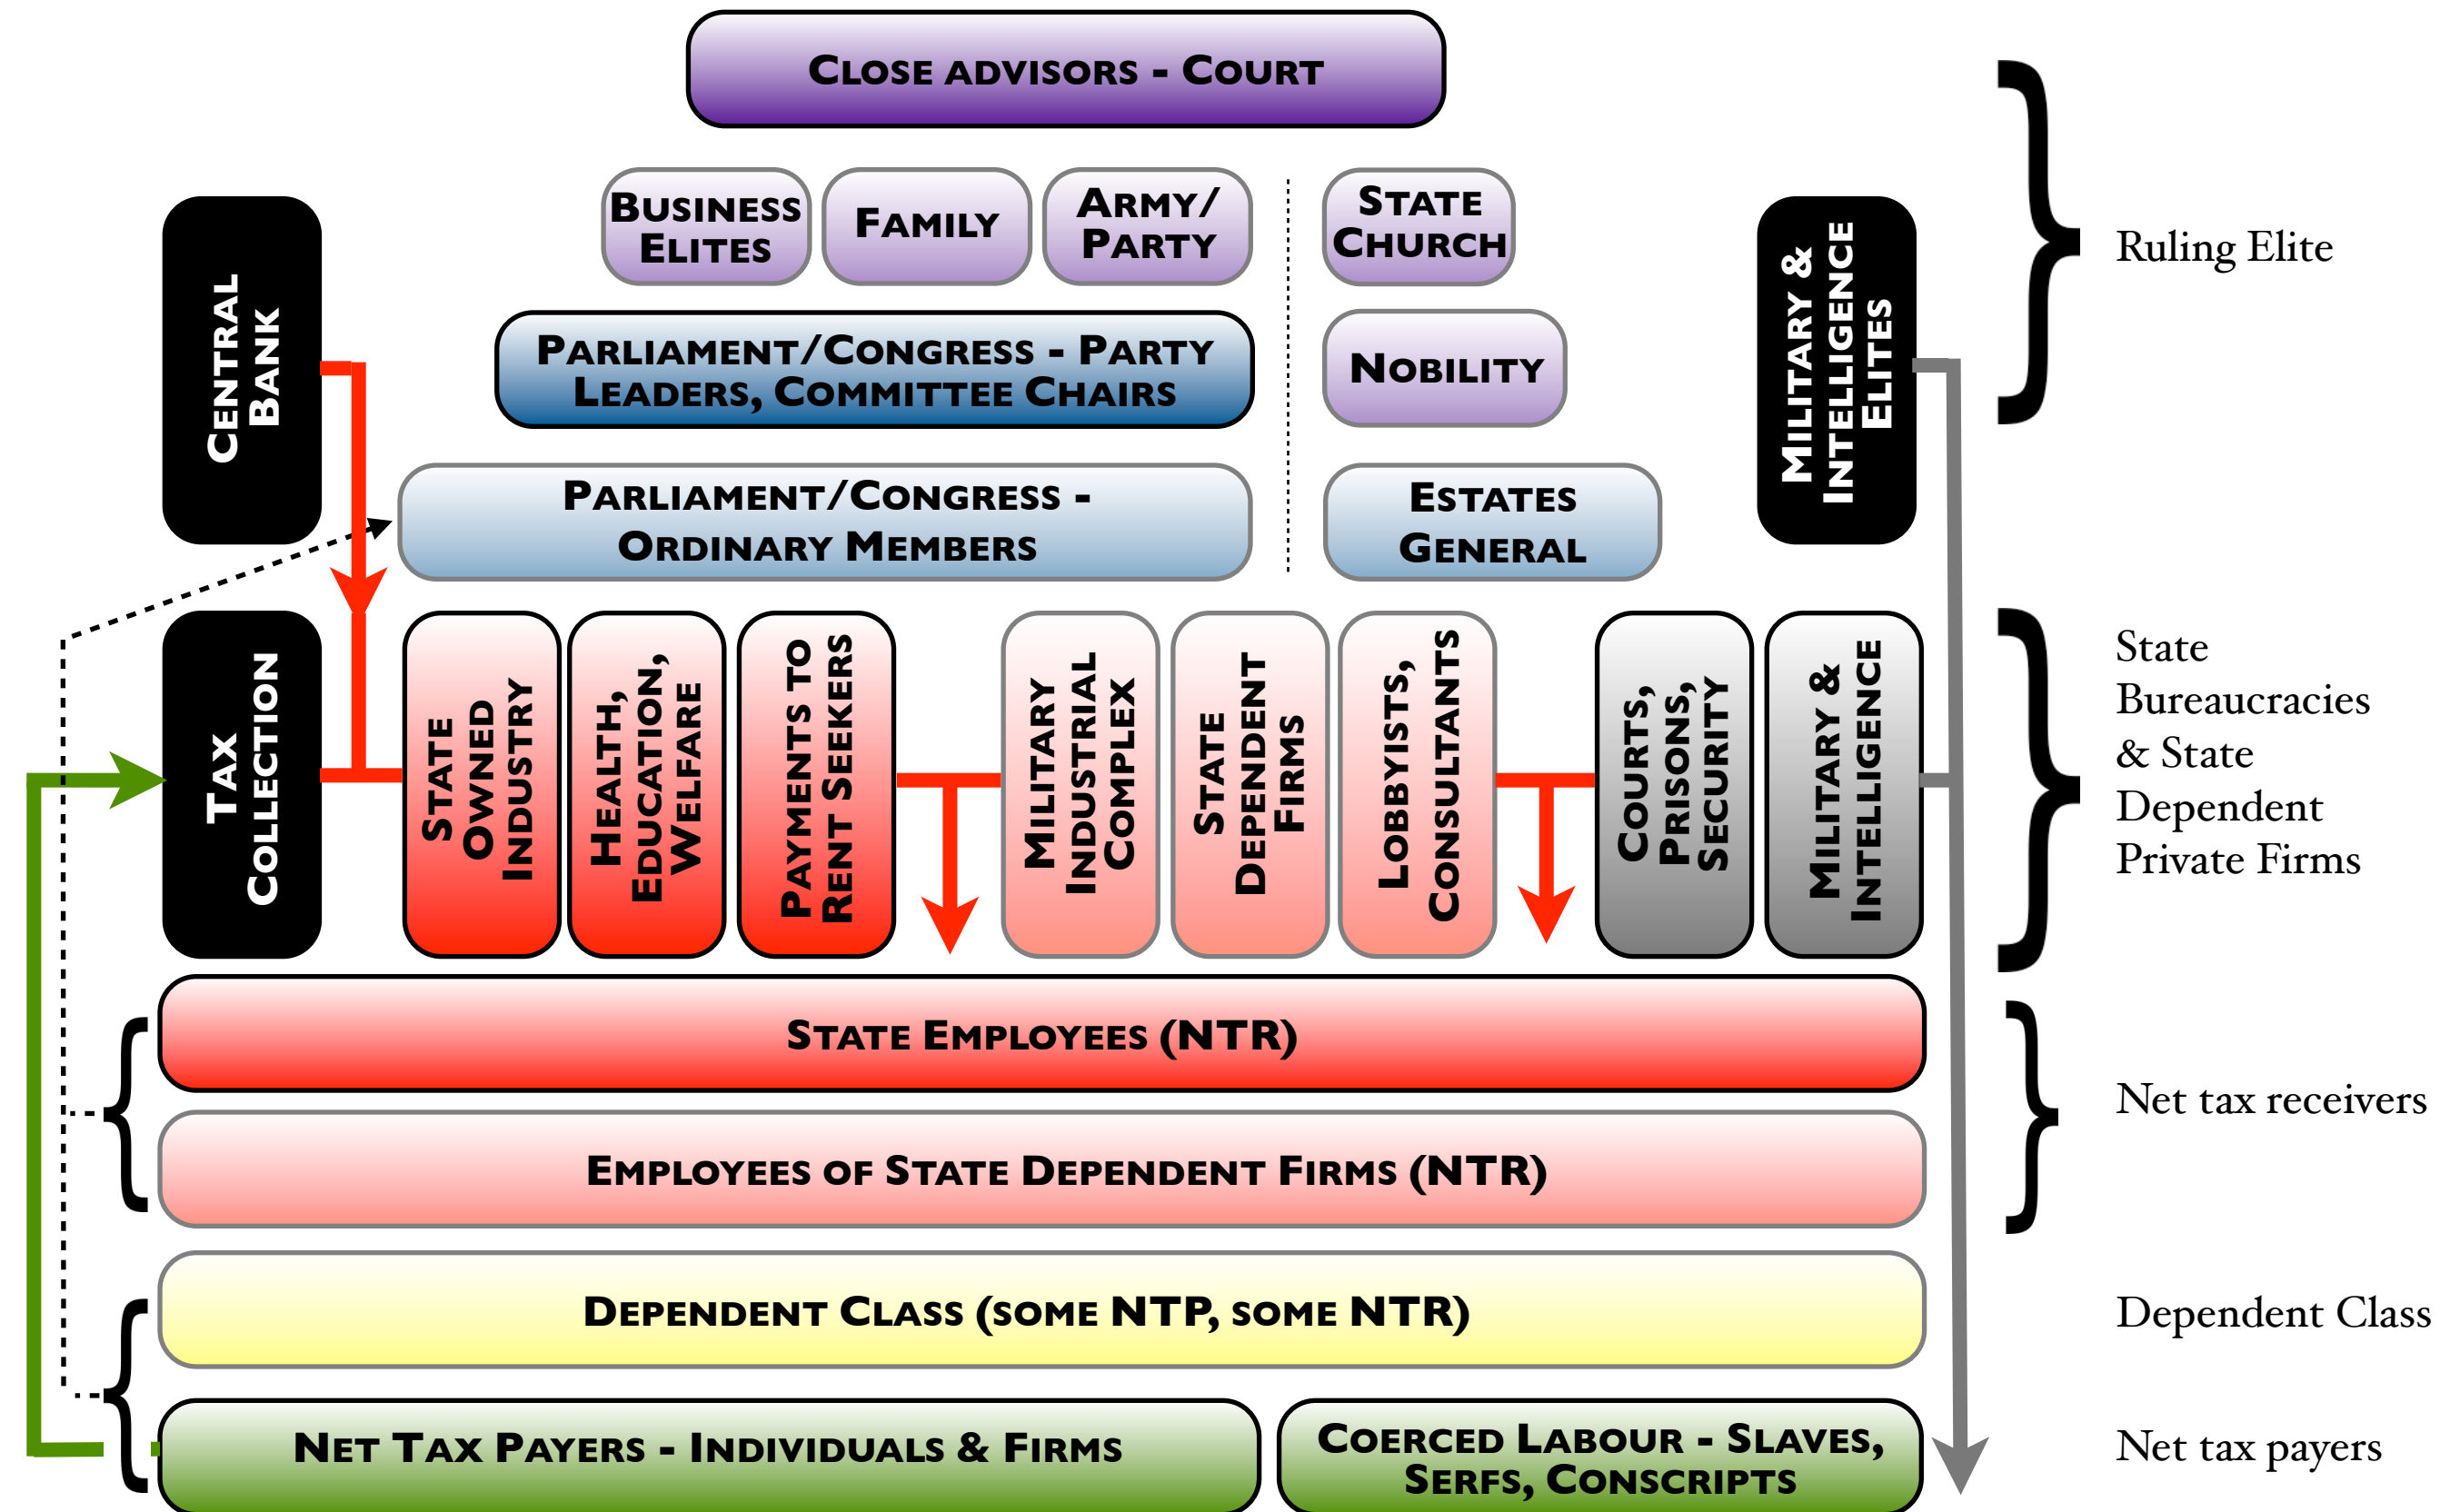 Close advisors - Court
Business
Elites
Family
Army/
Party
State
Church
Central
Bank
Military &
Intelligence
Elites
Ruling Elite
Parliament/Congress - Party
Leaders, Committee Chairs
Nobility
Parliament/Congress -
Ordinary Members
Estates
General
Tax
Collection
State
Owned
Industry
Health,
Education,
Welfare
Payments to
Rent Seekers
Military
Industrial
Complex
State
Dependent
Firms
Lobbyists,
Consultants
Courts,
Prisons,
Security
Military &
Intelligence
State
Bureaucracies
& State
Dependent
Private Firms
State Employees (NTR)
Employees of State Dependent Firms (NTR)
Net tax receivers
Dependent Class (some NTP, some NTR)
Dependent Class
Net Tax Payers - Individuals & Firms
Coerced Labour - Slaves,
Serfs, Conscripts
Net tax payers